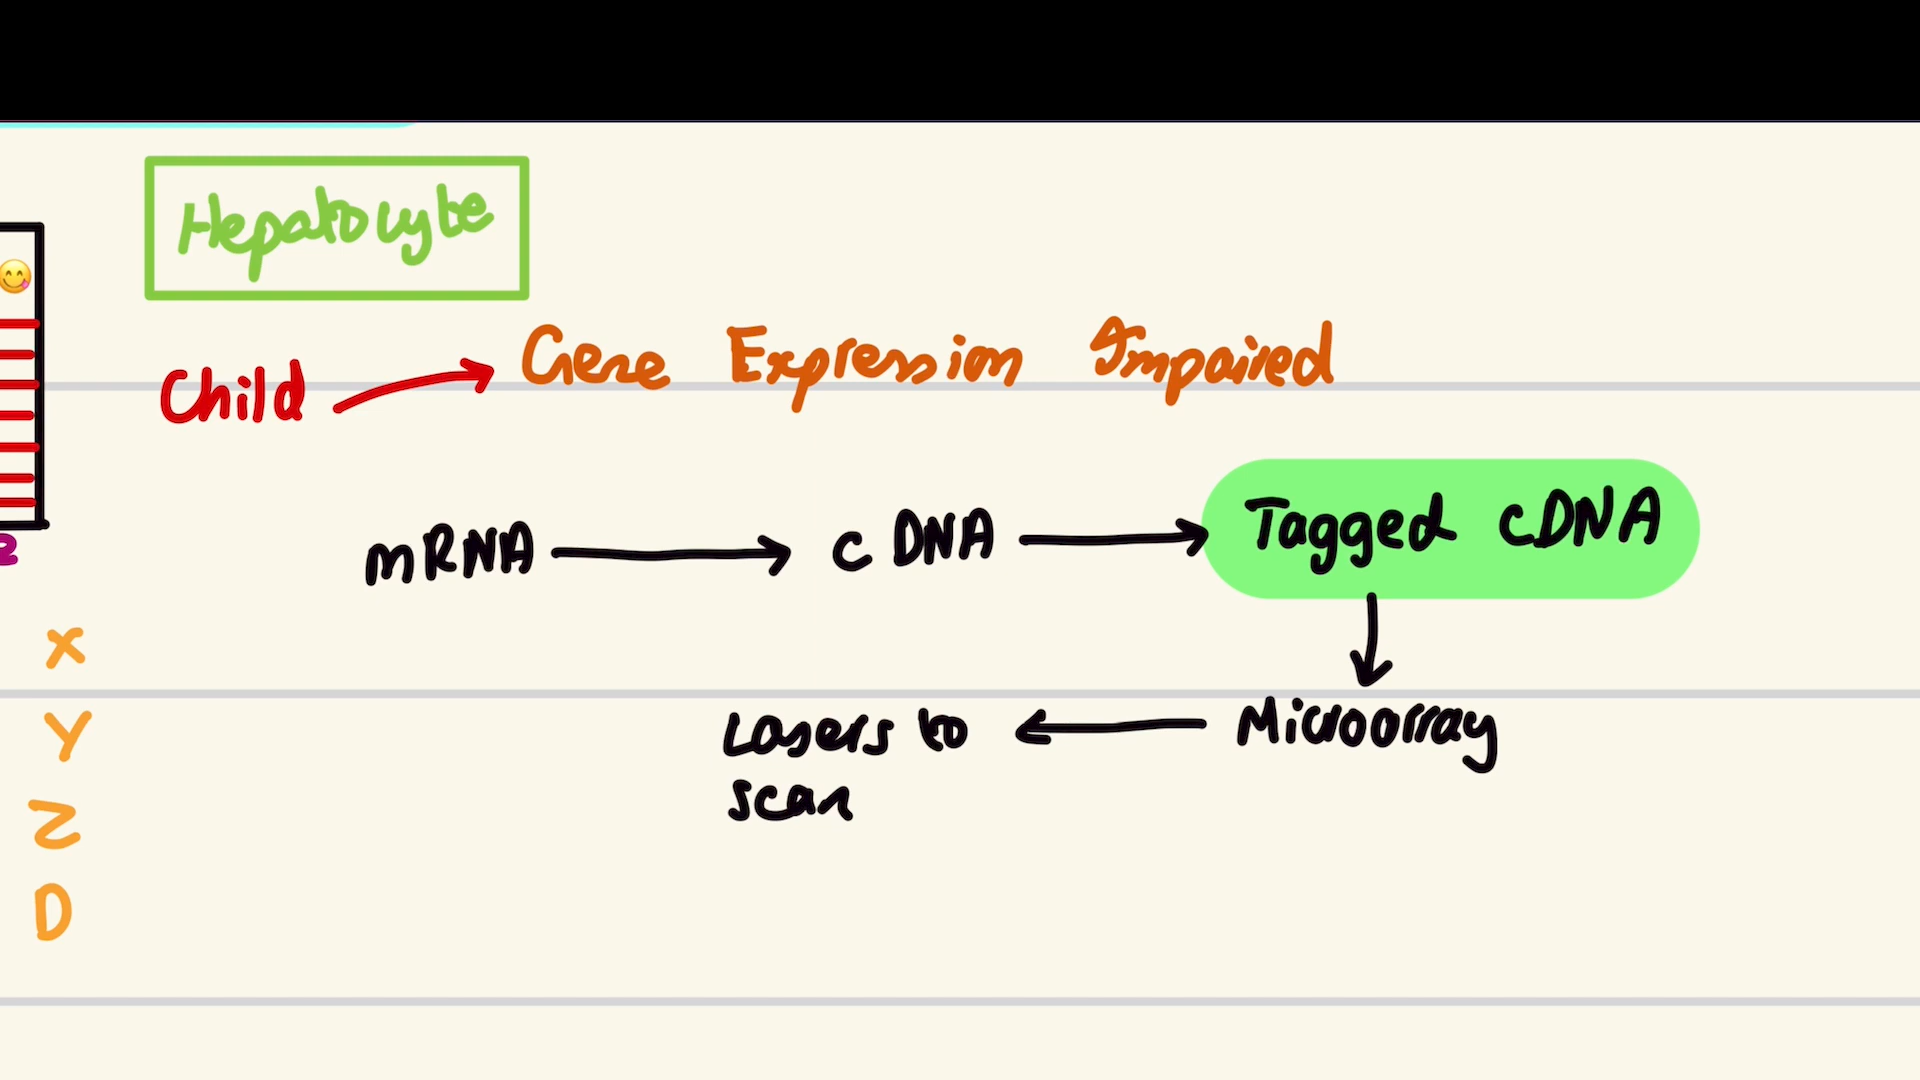 Hepatocyte
Child → Gene Expression Impaired
mRNA → cDNA → Tagged cDNA
Lasers to ← Microarray
scan
X
Y
Z
D